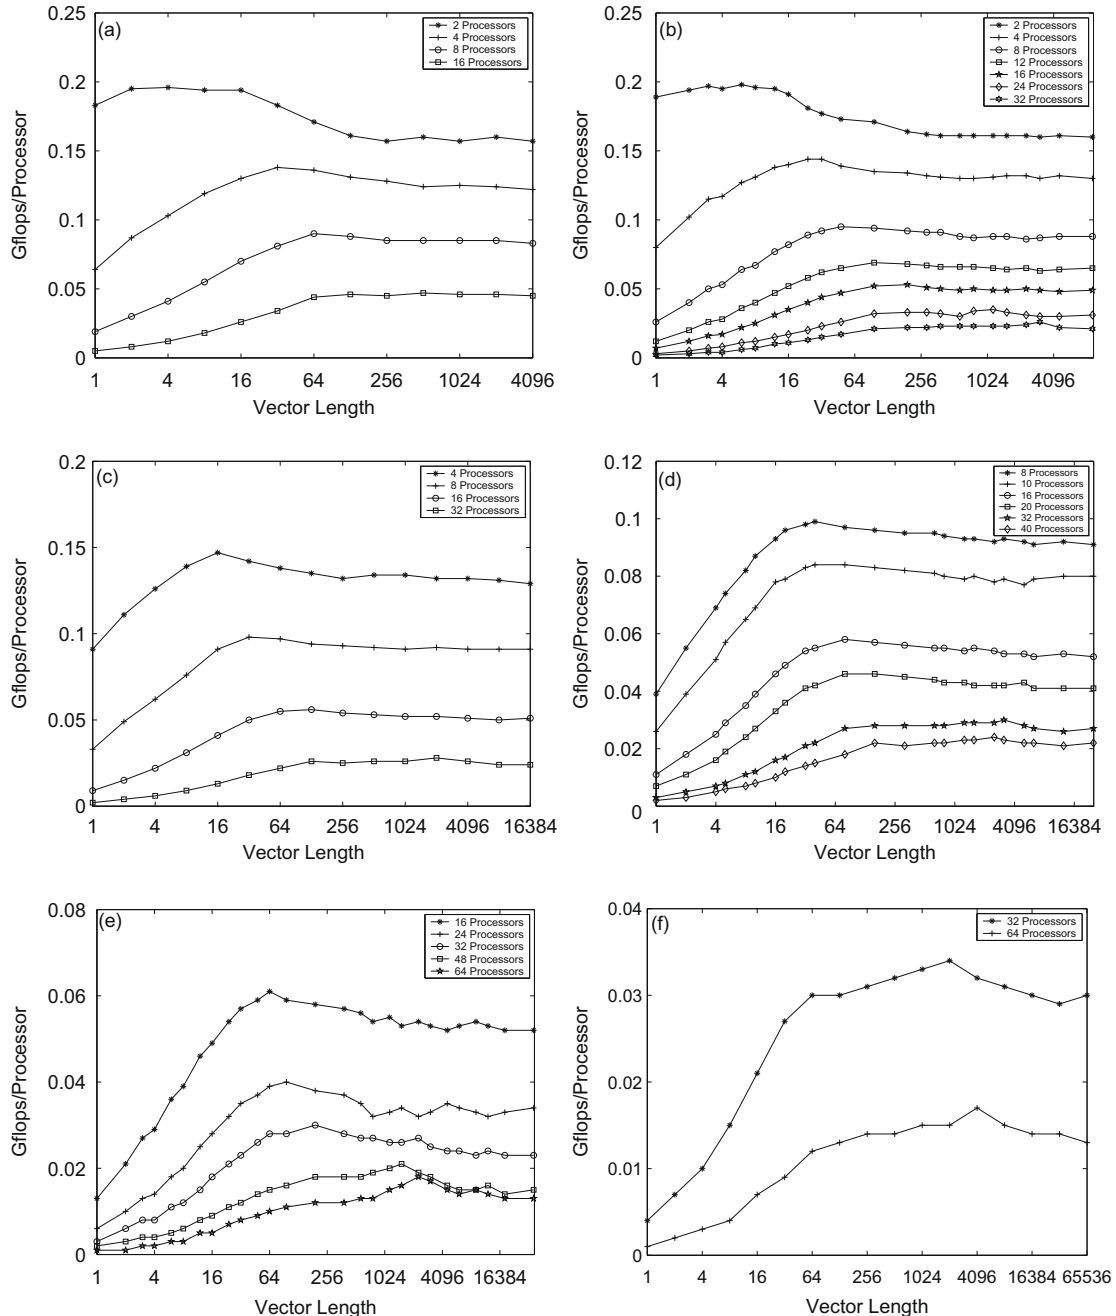 (a)
2 Processors
4 Processors
8 Processors
16 Processors
0.25
0.2
0.15
0.1
0.05
0
Gflops/Processor
1 4 16 64 256 1024 4096
Vector Length
(b)
2 Processors
4 Processors
8 Processors
12 Processors
16 Processors
24 Processors
32 Processors
0.25
0.2
0.15
0.1
0.05
0
Gflops/Processor
1 4 16 64 256 1024 4096
Vector Length
(c)
4 Processors
8 Processors
16 Processors
32 Processors
0.2
0.15
0.1
0.05
0
Gflops/Processor
1 4 16 64 256 1024 4096 16384
Vector Length
(d)
8 Processors
10 Processors
16 Processors
20 Processors
32 Processors
40 Processors
0.12
0.1
0.08
0.06
0.04
0.02
0
Gflops/Processor
1 4 16 64 256 1024 4096 16384
Vector Length
(e)
16 Processors
24 Processors
32 Processors
48 Processors
64 Processors
0.08
0.06
0.04
0.02
0
Gflops/Processor
1 4 16 64 256 1024 4096 16384
Vector Length
(f)
32 Processors
64 Processors
0.04
0.03
0.02
0.01
0
Gflops/Processor
1 4 16 64 256 1024 4096 16384 65536
Vector Length